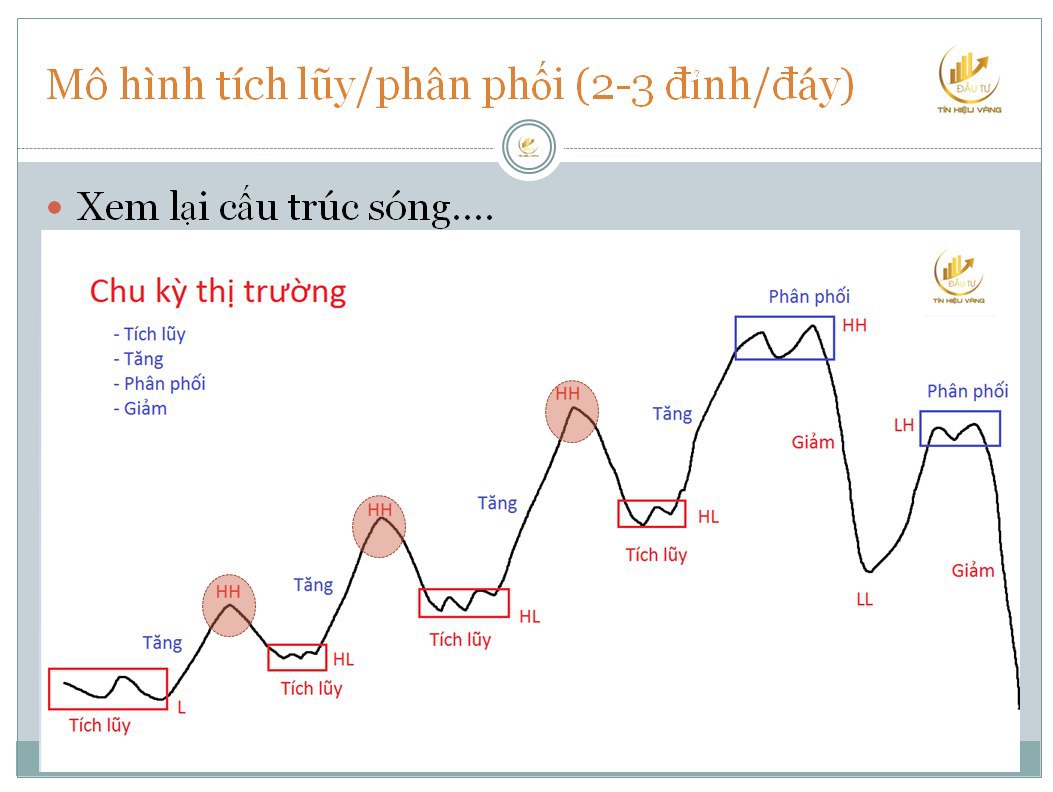 Mô hình tích lũy/phân phối (2-3 đỉnh/đáy)
ĐẦU TƯ
TÍN HIỆU VÀNG
Xem lại cấu trúc sóng....
Chu kỳ thị trường
- Tích lũy
- Tăng
- Phân phối
- Giảm
ĐẦU TƯ
TÍN HIỆU VÀNG
Phân phối
HH
Phân phối
HH
Tăng
LH
Giảm
HH
Tăng
HL
Tích lũy
Giảm
HH
Tăng
LL
HL
Tích lũy
Tăng
HL
Tích lũy
L
Tích lũy